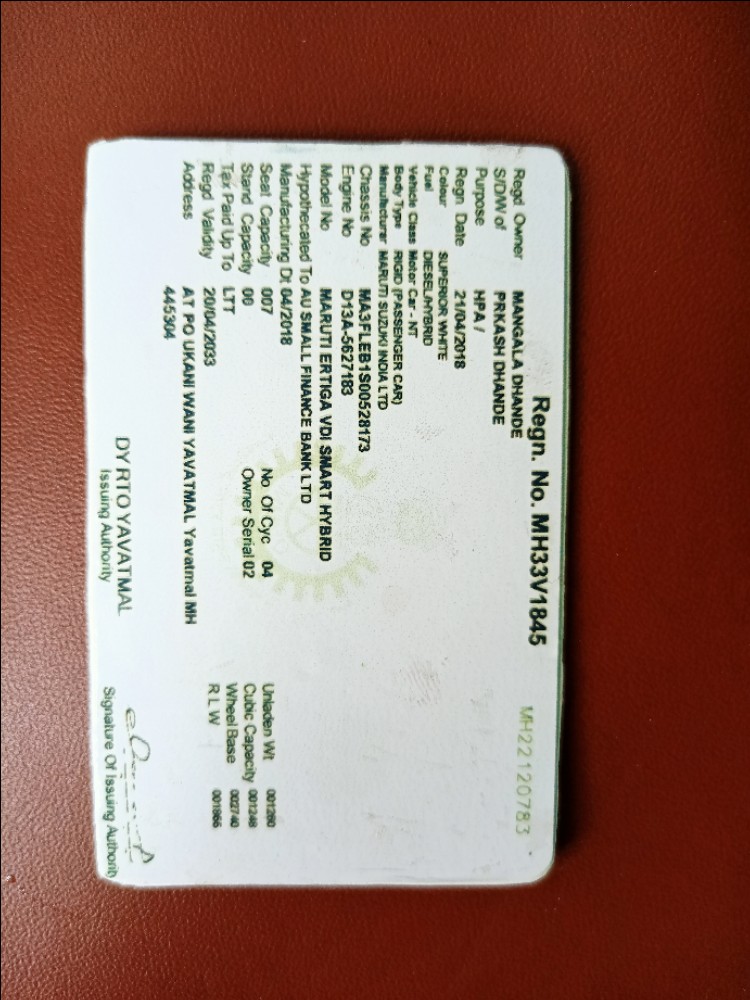 Regn. No. MH33V1845 MH22120783
Regd Owner MANGALA DHANDE
S/D/W of PRKASH DHANDE
Purpose HPA /
Regn Date 21/04/2018
Colour SUPERIOR WHITE
Fuel DIESEL/HYBRID
Vehicle Class Motor Car - NT
Body Type RIGID (PASSENGER CAR)
Manufacturer MARUTI SUZUKI INDIA LTD
Chassis No MA3FLEB1S00528173
Engine No D13A-5627183
Model No MARUTI ERTIGA VDI SMART HYBRID
Hypothecated To AU SMALL FINANCE BANK LTD
Manufacturing Dt 04/2018
Seat Capacity 007 No Of Cyc 04 Unladen Wt 001260
Stand Capacity 00 Owner Serial 02 Cubic Capacity 001248
Tax Paid Up To LTT Wheel Base 002740
Regd Validity 20/04/2033 R L W 001866
Address AT PO UKANI WANI YAVATMAL Yavatmal MH
445304
DY RTO YAVATMAL
Issuing Authority Signature Of Issuing Authorit